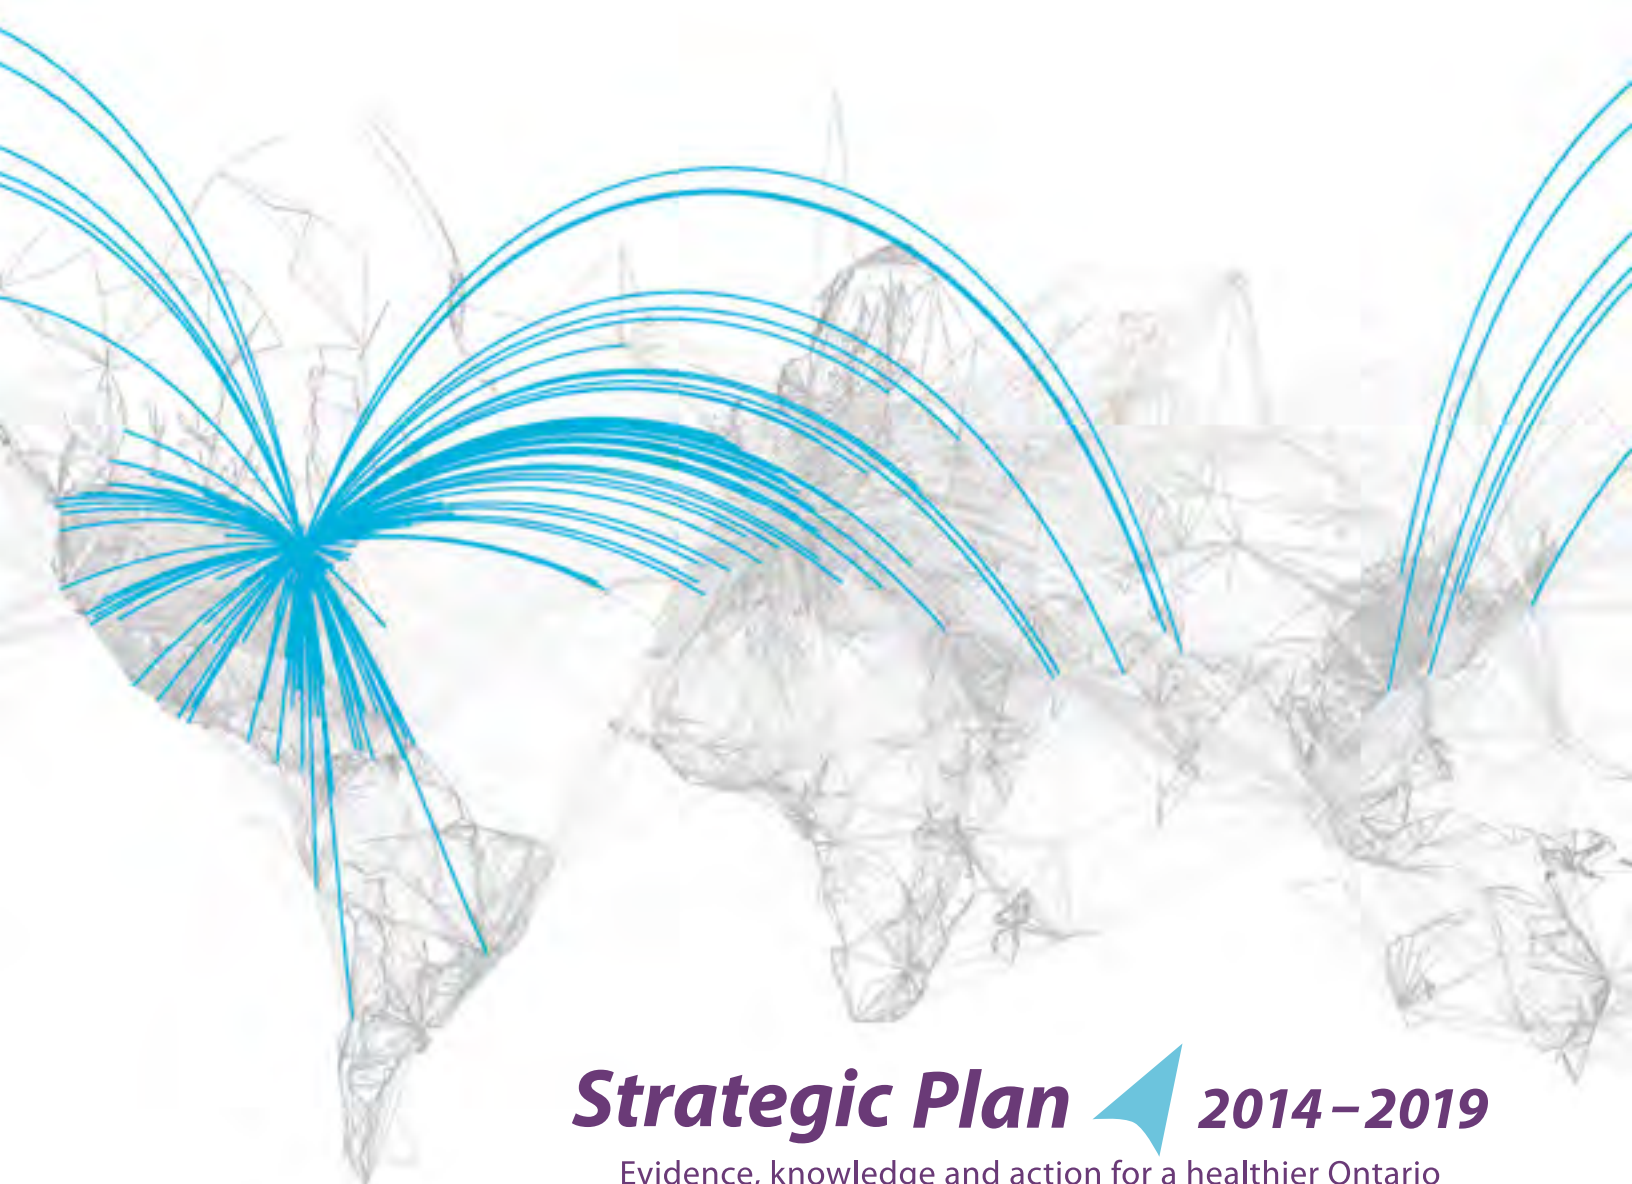 Strategic Plan 2014–2019
Evidence, knowledge and action for a healthier Ontario